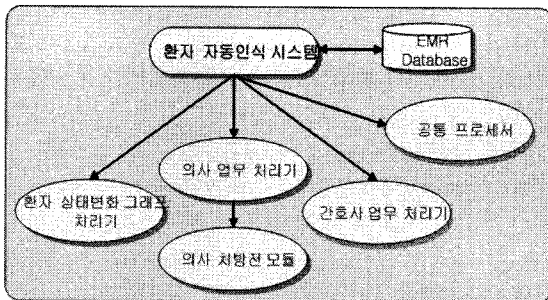 환자 자동인식 시스템
EMR
Database
공통 프로세서
의사 업무 처리기
환자 상태변화 그래프
처리기
간호사 업무 처리기
의사 처방전 모듈